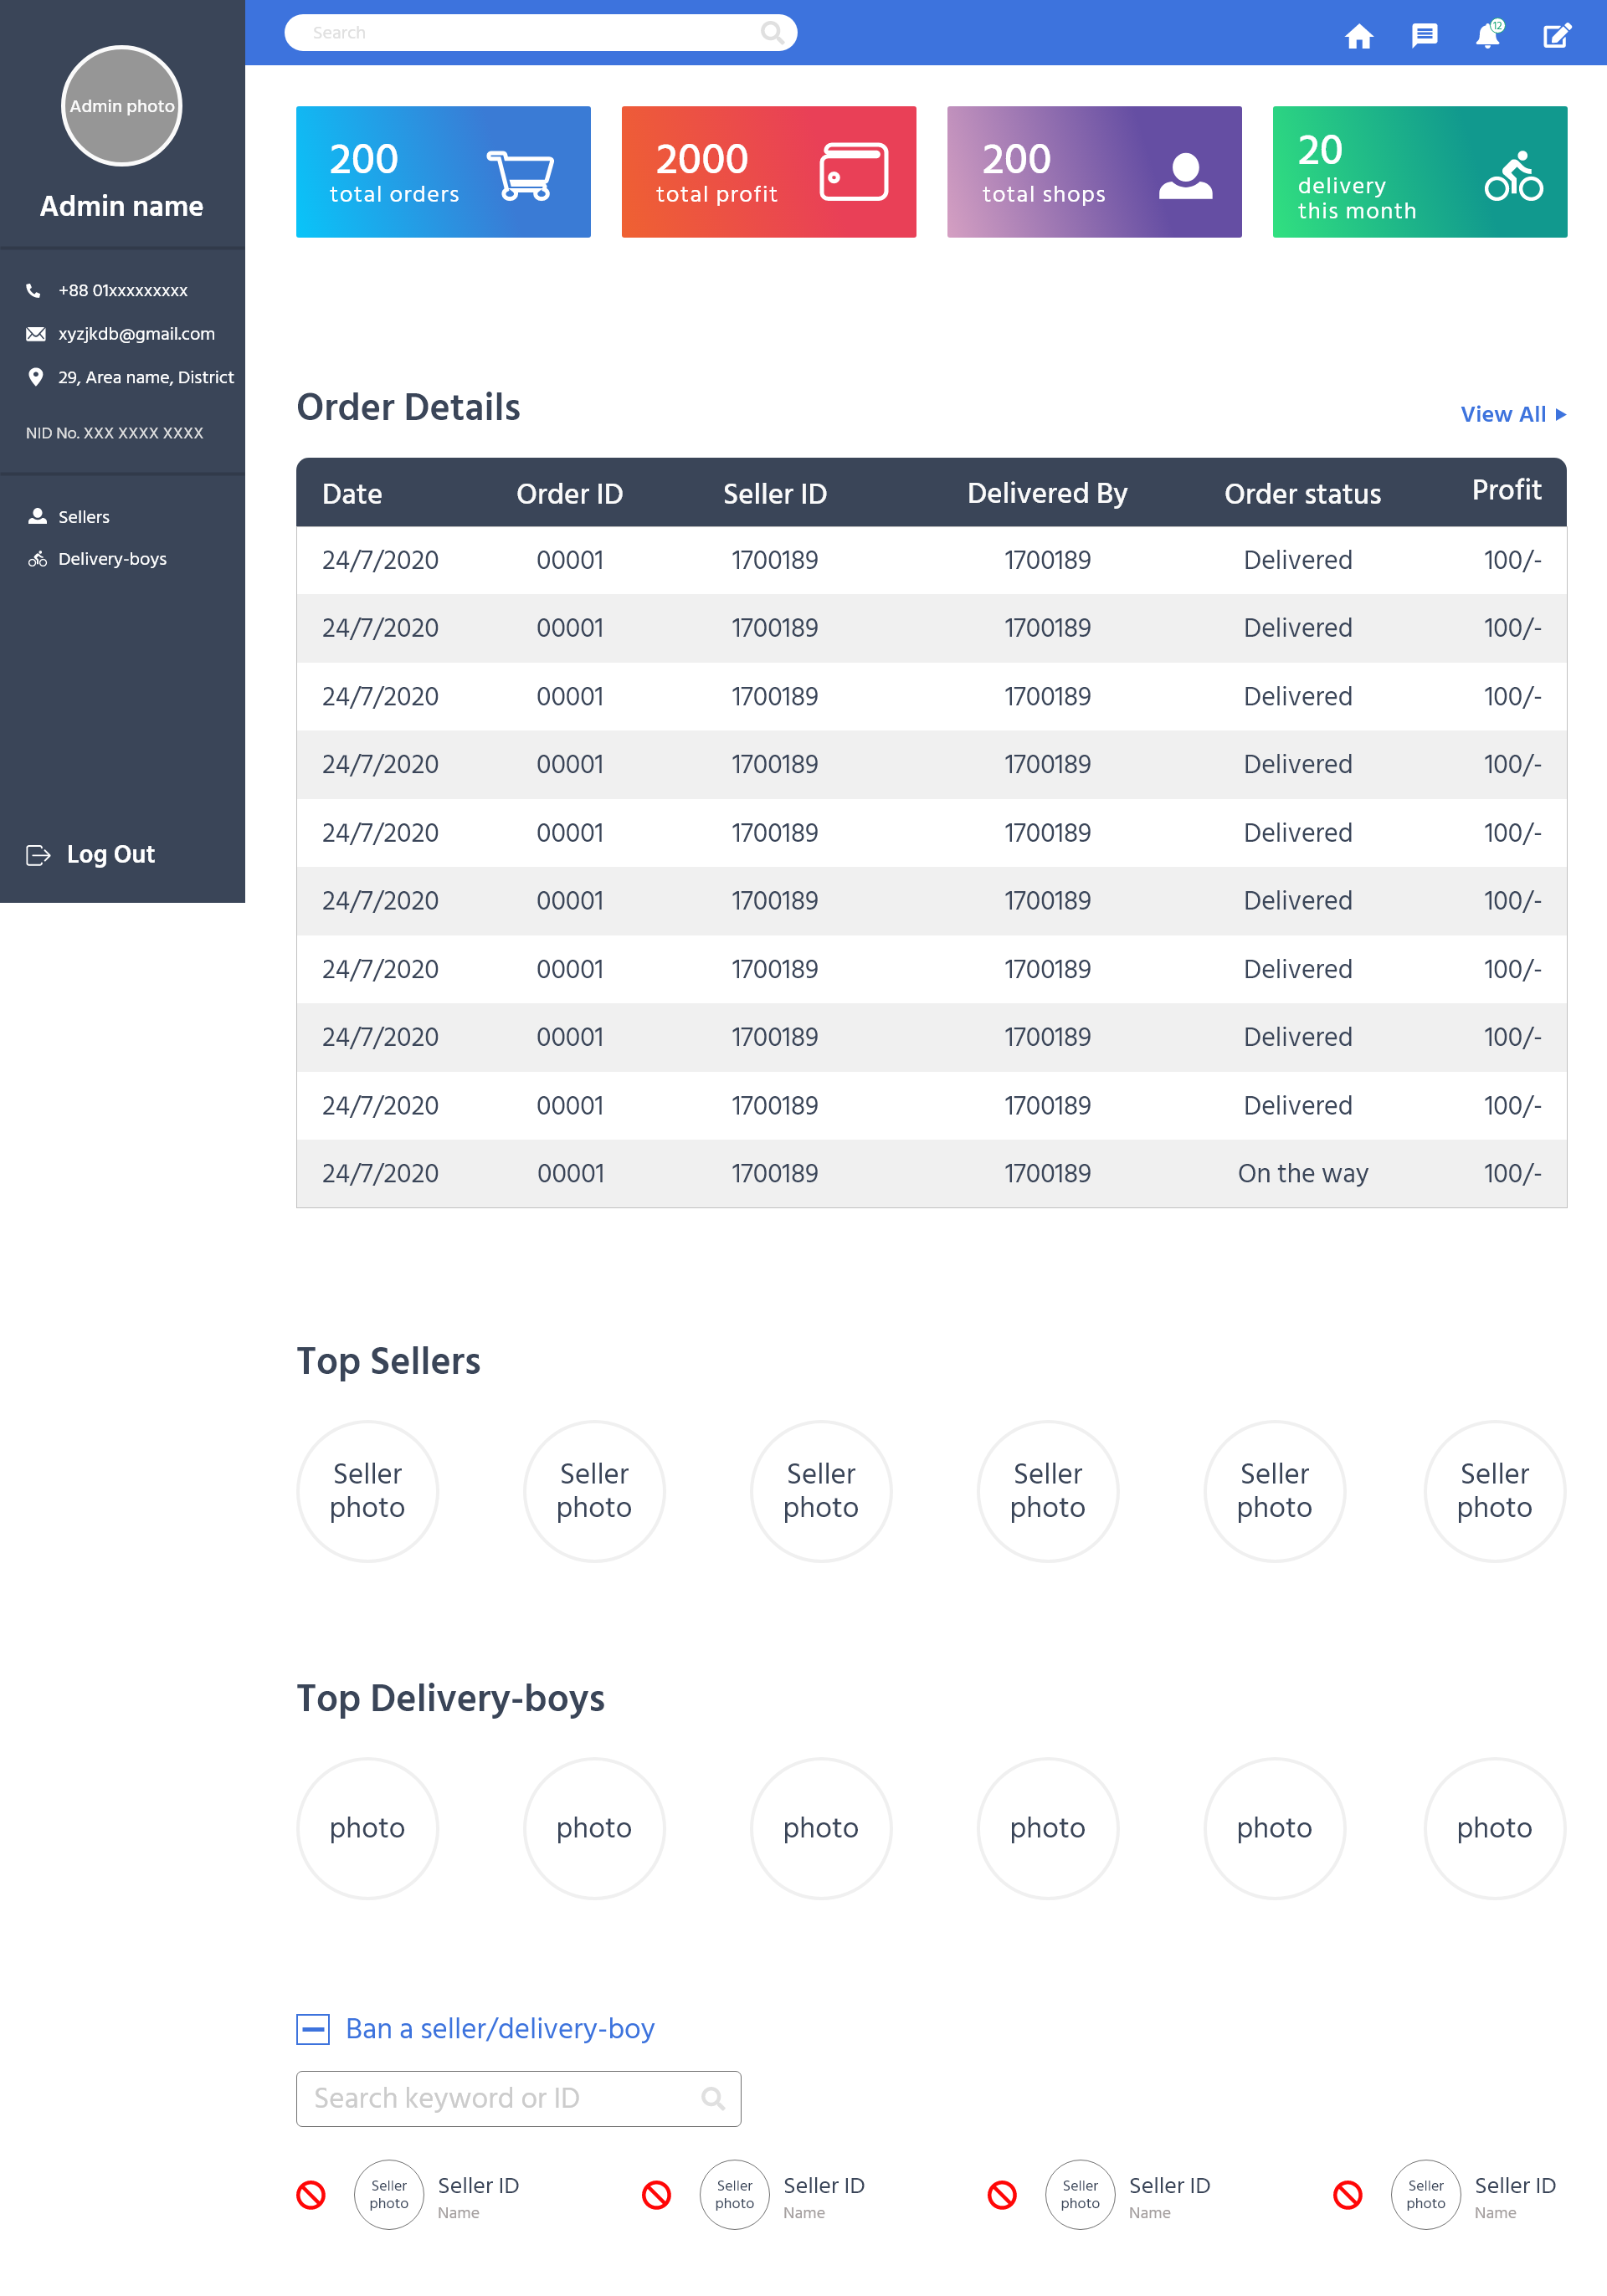 Admin photo
Admin name
+88 01xxxxxxxxx
xyzjkdb@gmail.com
29, Area name, District
NID No. XXX XXXX XXXX
Sellers
Delivery-boys
Log Out
Search
12
200
total orders
2000
total profit
200
total shops
20
delivery
this month
Order Details
View All
Date Order ID Seller ID Delivered By Order status Profit
24/7/2020 00001 1700189 1700189 Delivered 100/-
24/7/2020 00001 1700189 1700189 Delivered 100/-
24/7/2020 00001 1700189 1700189 Delivered 100/-
24/7/2020 00001 1700189 1700189 Delivered 100/-
24/7/2020 00001 1700189 1700189 Delivered 100/-
24/7/2020 00001 1700189 1700189 Delivered 100/-
24/7/2020 00001 1700189 1700189 Delivered 100/-
24/7/2020 00001 1700189 1700189 Delivered 100/-
24/7/2020 00001 1700189 1700189 Delivered 100/-
24/7/2020 00001 1700189 1700189 On the way 100/-
Top Sellers
Seller photo
Seller photo
Seller photo
Seller photo
Seller photo
Seller photo
Top Delivery-boys
photo photo photo photo photo photo
Ban a seller/delivery-boy
Search keyword or ID
Seller photo
Seller ID
Name
Seller photo
Seller ID
Name
Seller photo
Seller ID
Name
Seller photo
Seller ID
Name